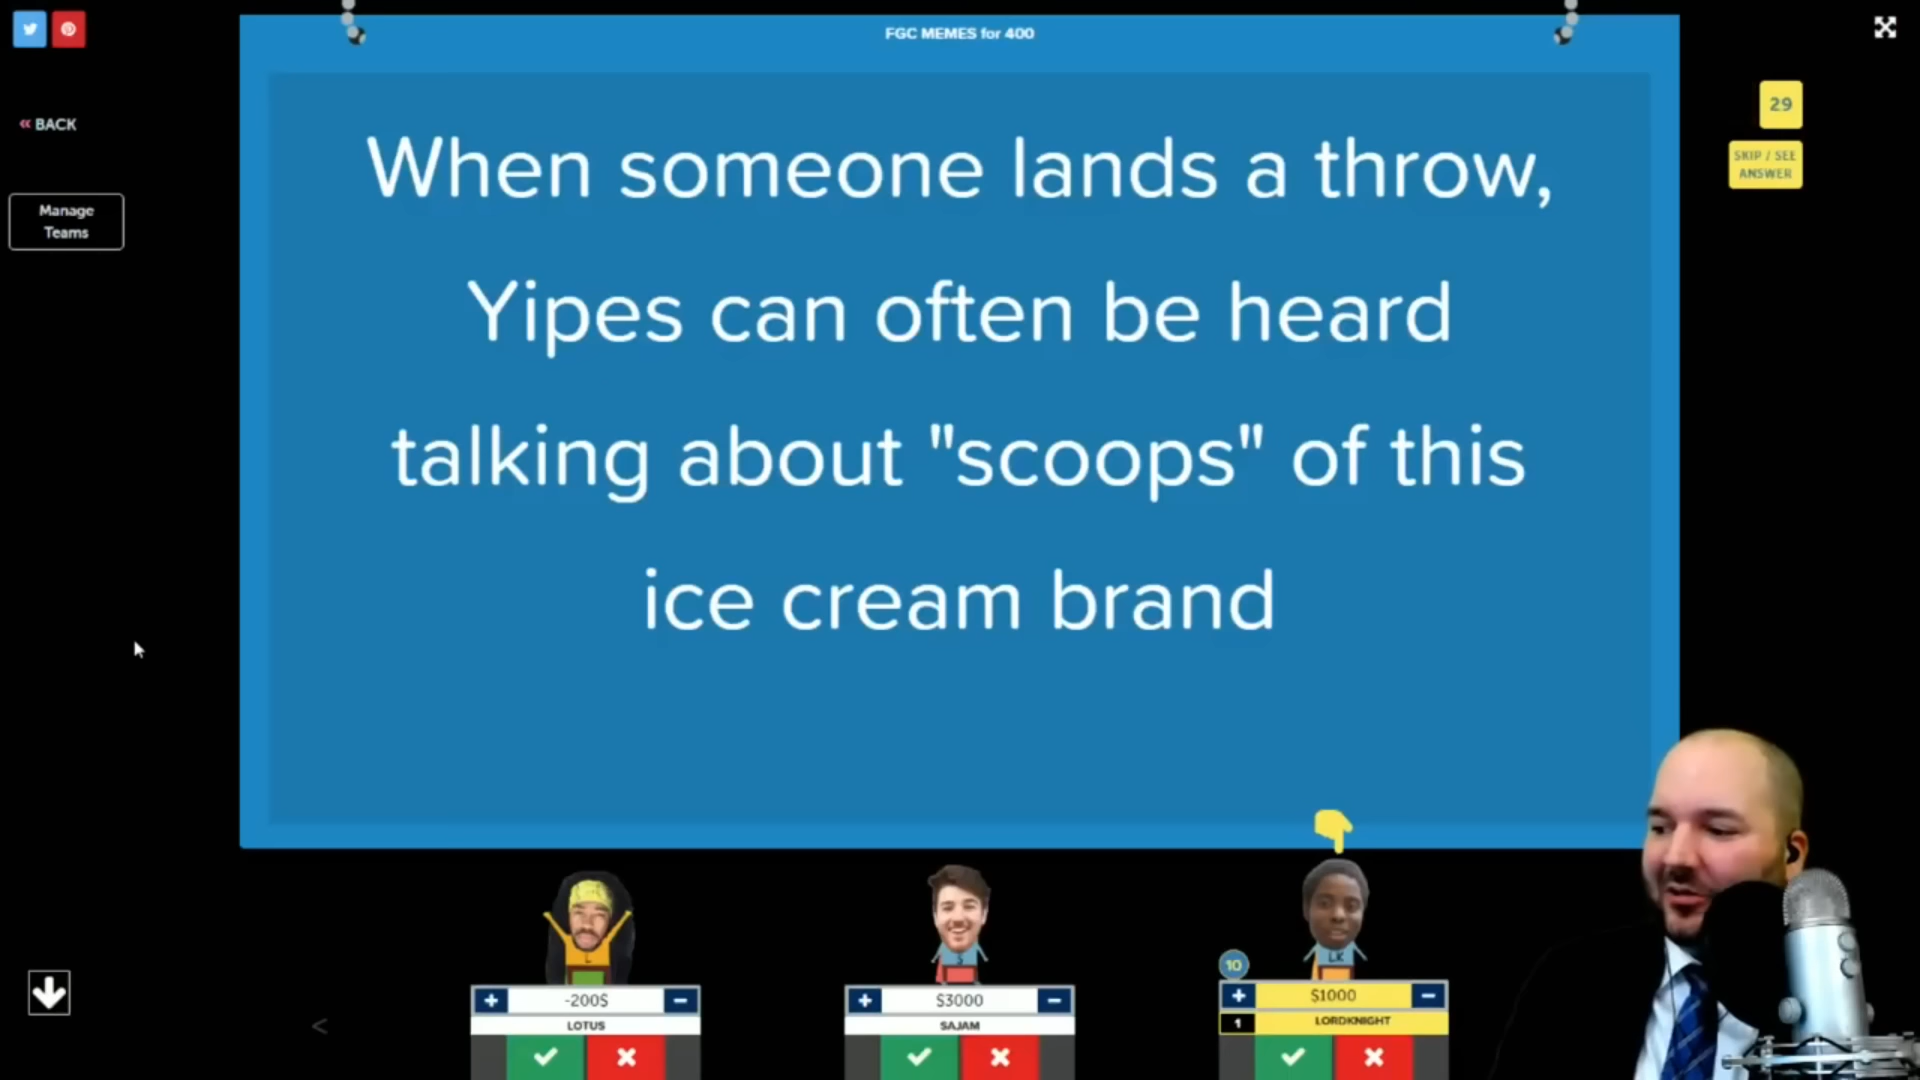 FGC MEMES for 400
« BACK
29
SKIP / SEE
ANSWER
Manage
Teams
When someone lands a throw,
Yipes can often be heard
talking about "scoops" of this
ice cream brand
L
S
LK
10
+ -200$ −
+ $3000 −
+ $1000 −
LOTUS
SAJAM
1 LORDKNIGHT
<